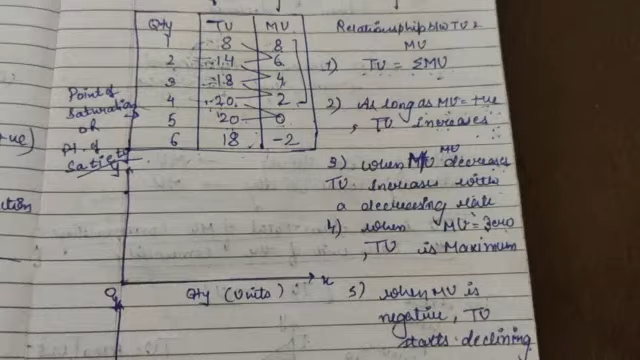 Qty TU MU
1 8 8
2 14 6
3 18 4
4 20 2
5 20 0
6 18 -2
Point of
Saturation
or
Pt. of
Satiety
+ve)
ction
y
O
x
Qty (Units)
Relationship b/w TU &
MU
1) TU = ΣMU
2) As long as MU = +ve
, TU increases
3) when MU decreases
TU increase with
a decreasing rate
4) when MU = Zero
, TU is Maximum
5) when MU is
negative, TU
starts declining